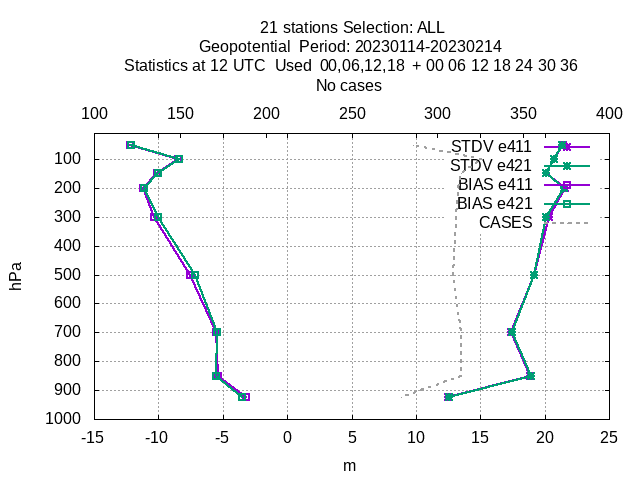 21 stations Selection: ALL
Geopotential  Period: 20230114-20230214
Statistics at 12 UTC  Used  00,06,12,18  + 00 06 12 18 24 30 36
No cases
100 150 200 250 300 350 400
STDV e411
STDV e421
BIAS e411
BIAS e421
CASES
100
200
300
400
500
600
700
800
900
1000
hPa
-15 -10 -5 0 5 10 15 20 25
m